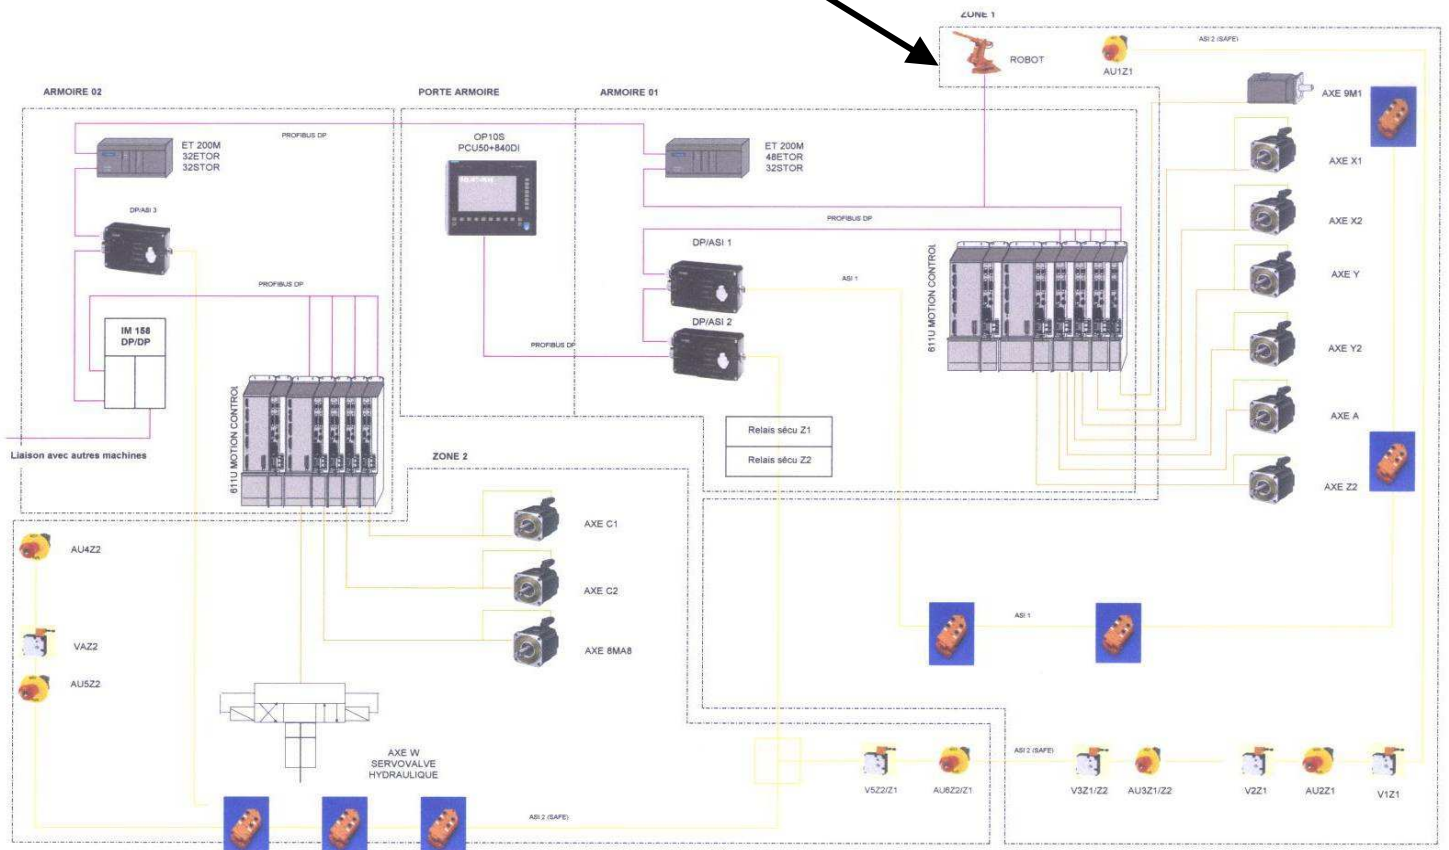 ZONE 1
ROBOT
AU1Z1
ASI 2 (SAFE)
ARMOIRE 02
PORTE ARMOIRE
ARMOIRE 01
AXE 9M1
PROFIBUS DP
OP10S
PCU50+840DI
ET 200M
32ETOR
32STOR
ET 200M
48ETOR
32STOR
AXE X1
DP/ASI 3
PROFIBUS DP
AXE X2
DP/ASI 1
ASI 1
AXE Y
PROFIBUS DP
611U MOTION CONTROL
DP/ASI 2
IM 158
DP/DP
PROFIBUS DP
AXE Y2
611U MOTION CONTROL
AXE A
Relais sécu Z1
Relais sécu Z2
Liaison avec autres machines
ZONE 2
AXE Z2
AXE C1
AU4Z2
AXE C2
ASI 1
VAZ2
AXE 8MA8
AU5Z2
AXE W
SERVOVALVE
HYDRAULIQUE
ASI 2 (SAFE)
V5Z2/Z1
AU6Z2/Z1
V3Z1/Z2
AU3Z1/Z2
V2Z1
AU2Z1
V1Z1
ASI 2 (SAFE)